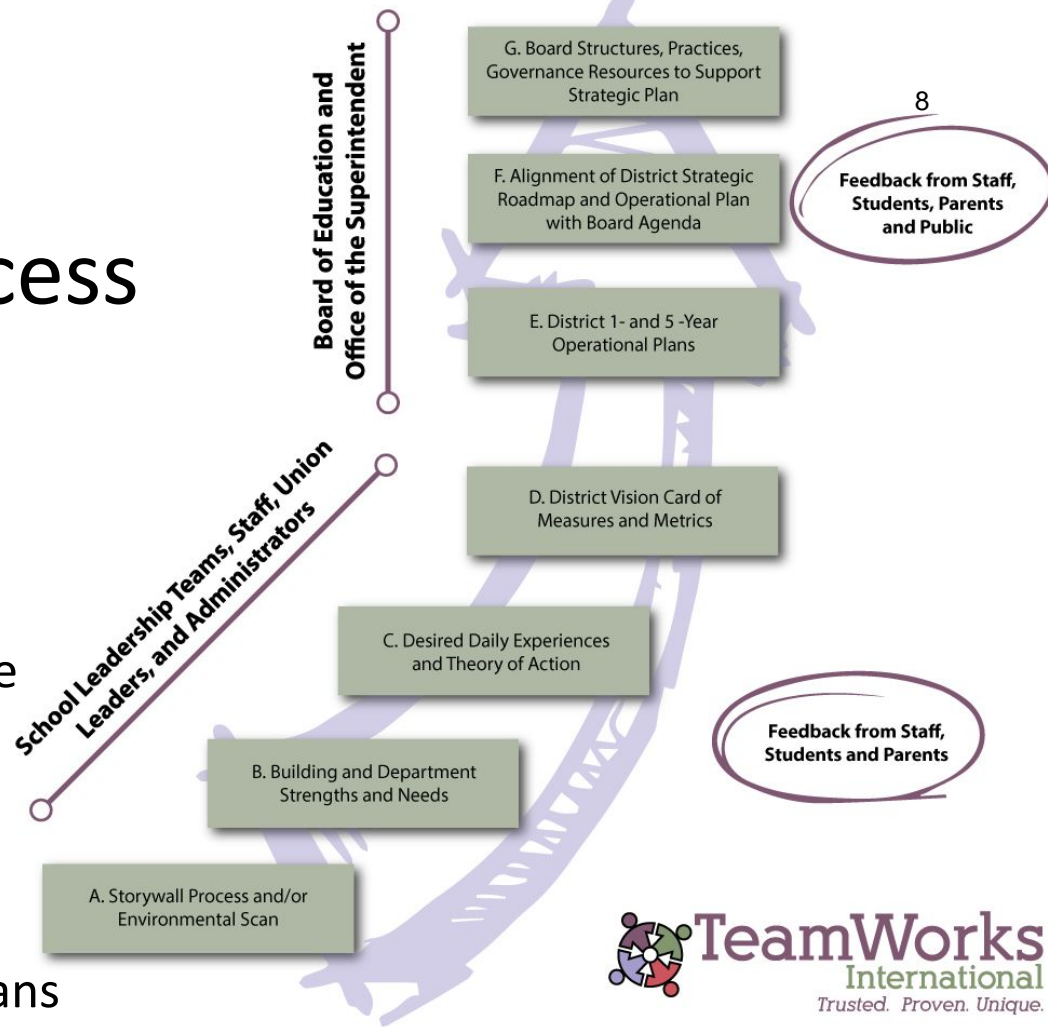 8
G. Board Structures, Practices,
Governance Resources to Support
Strategic Plan
Board of Education and
Office of the Superintendent
F. Alignment of District Strategic
Roadmap and Operational Plan
with Board Agenda
Feedback from Staff,
Students, Parents
and Public
cess
E. District 1- and 5 -Year
Operational Plans
School Leadership Teams, Staff, Union
Leaders, and Administrators
D. District Vision Card of
Measures and Metrics
C. Desired Daily Experiences
and Theory of Action
e
Feedback from Staff,
Students and Parents
B. Building and Department
Strengths and Needs
A. Storywall Process and/or
Environmental Scan
ans
TeamWorks
International
Trusted. Proven. Unique.